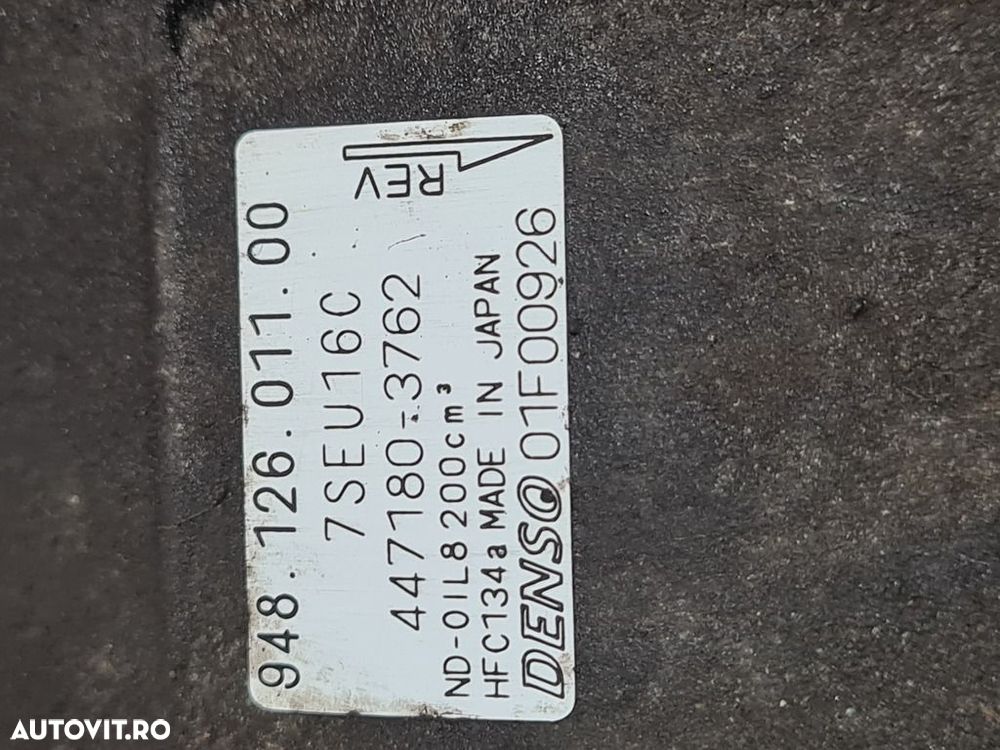 948.126.011.00
7SEU16C
447180-3762
REV
ND-OIL8 200cm³
HFC134a MADE IN JAPAN
DENSO 01F00926
AUTOVIT.RO